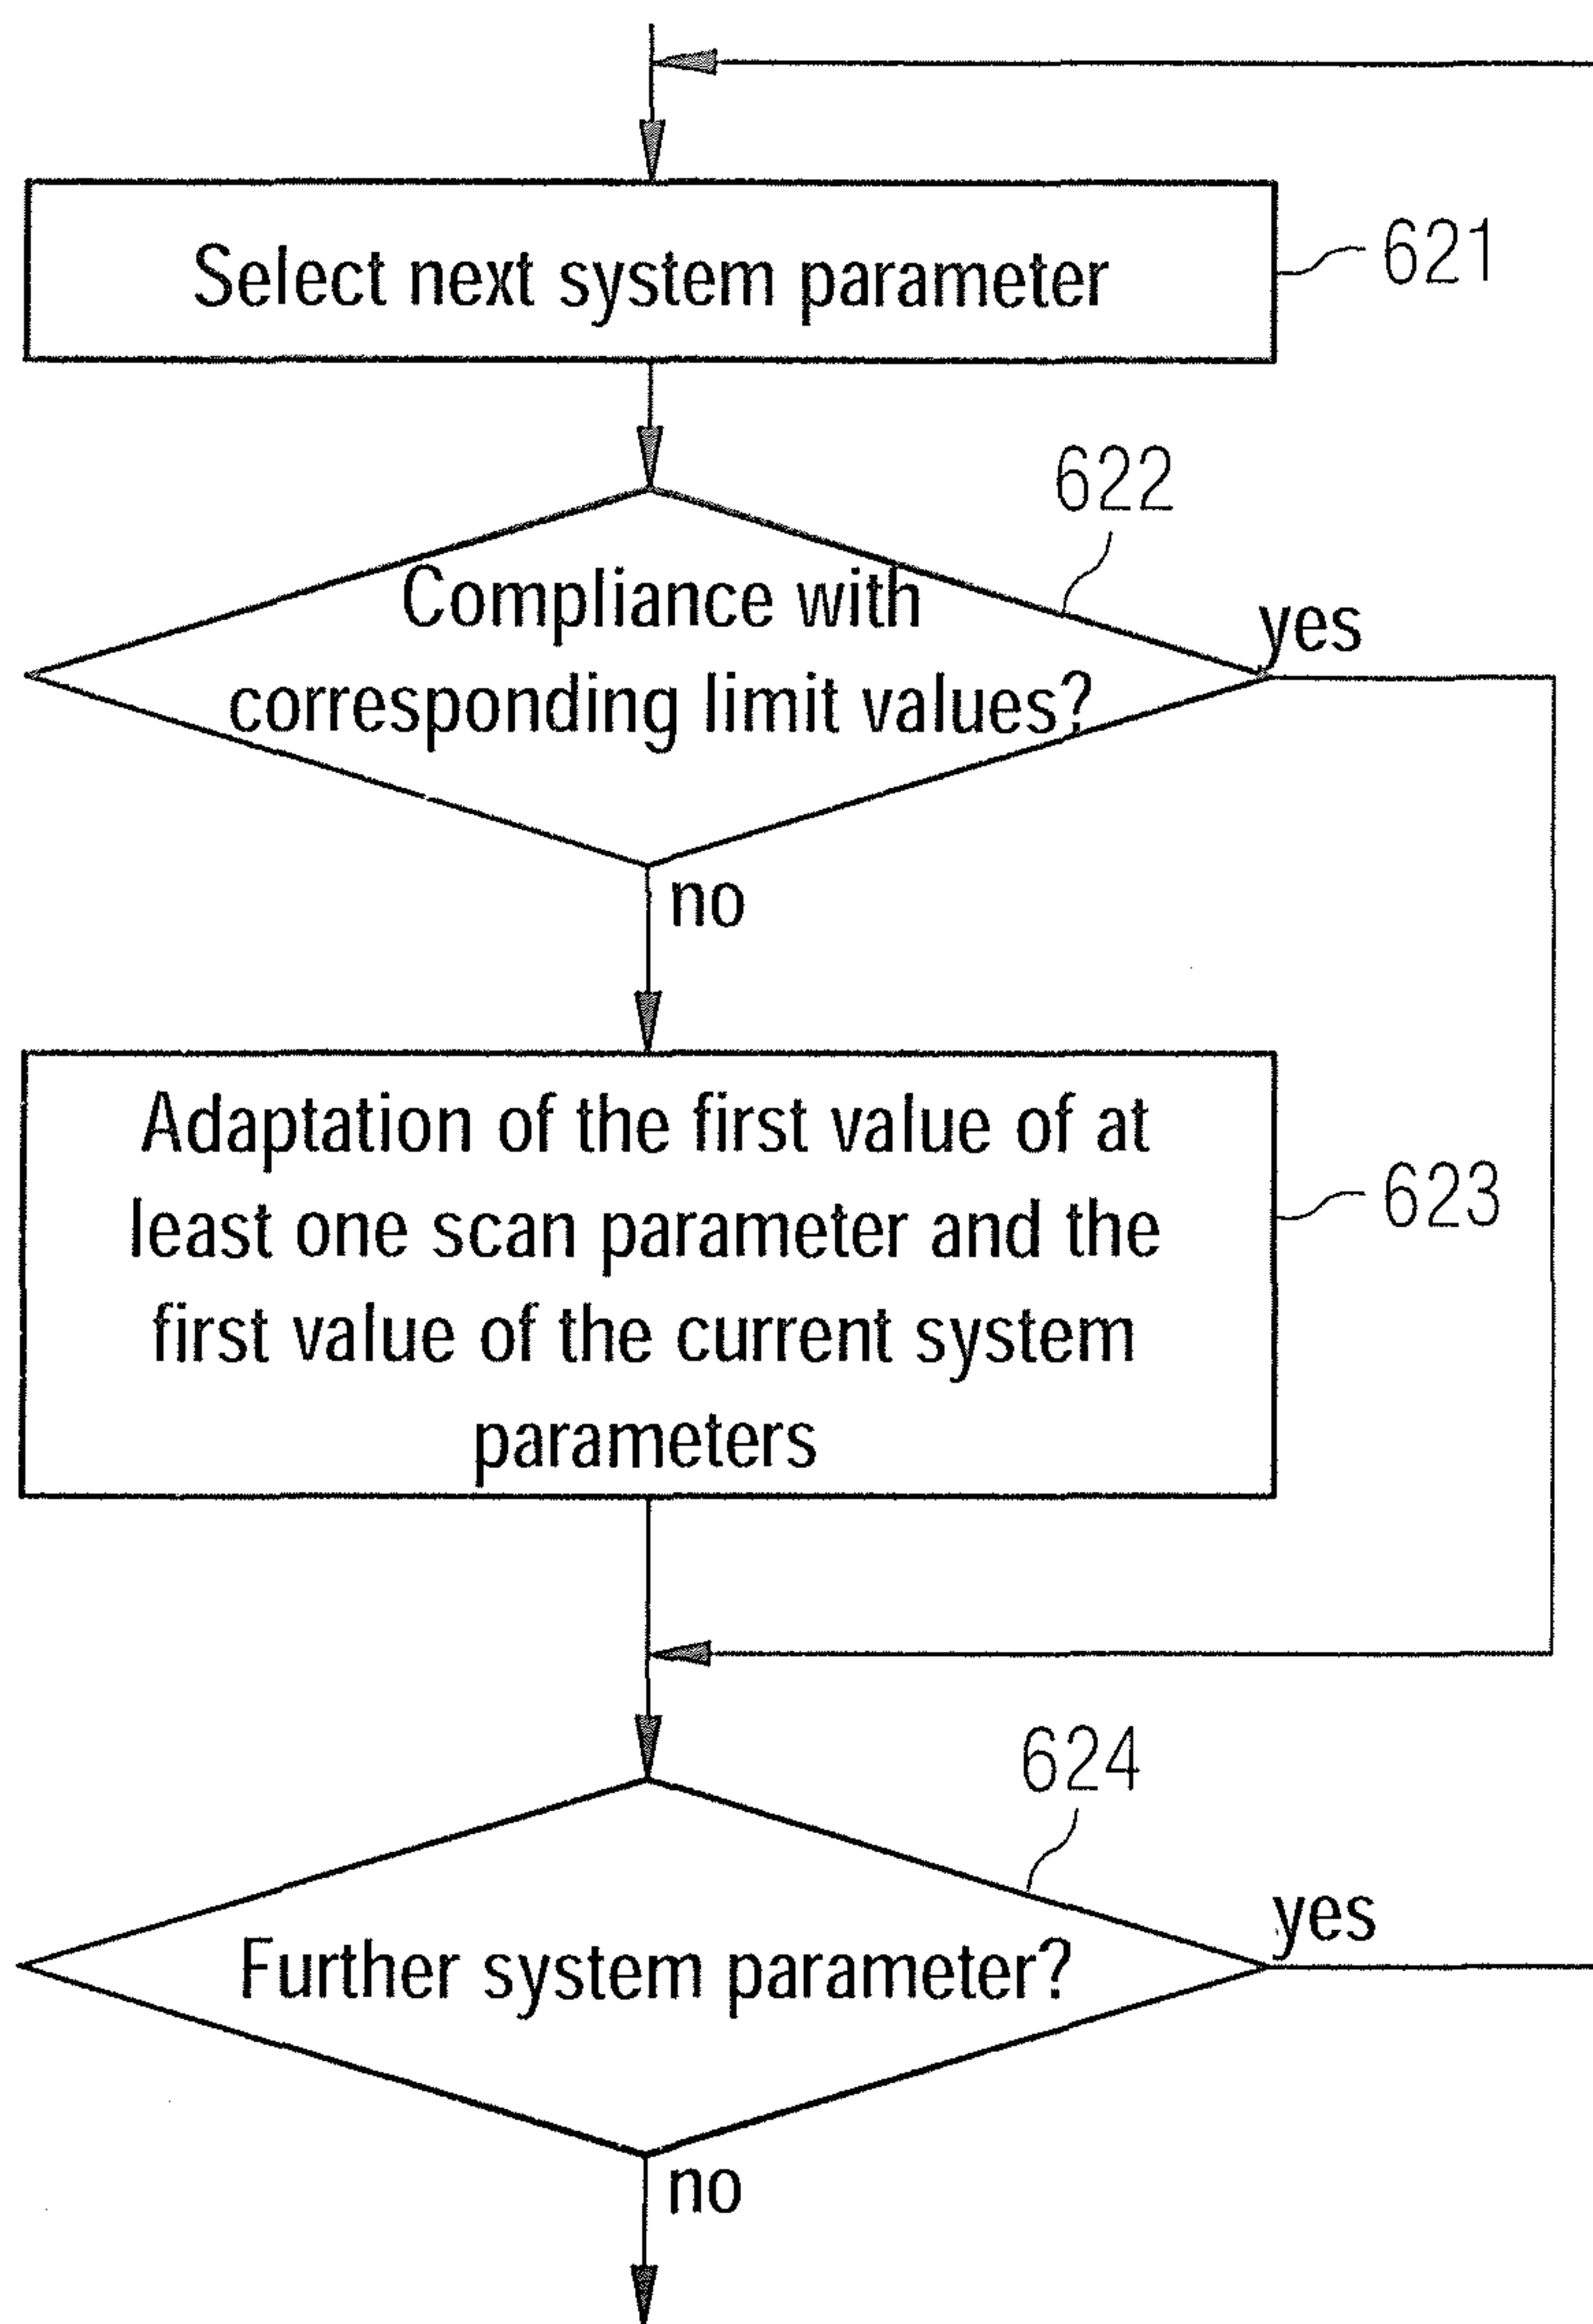 Select next system parameter
621
622
Compliance with
corresponding limit values?
yes
no
Adaptation of the first value of at
least one scan parameter and the
first value of the current system
parameters
623
624
Further system parameter?
yes
no